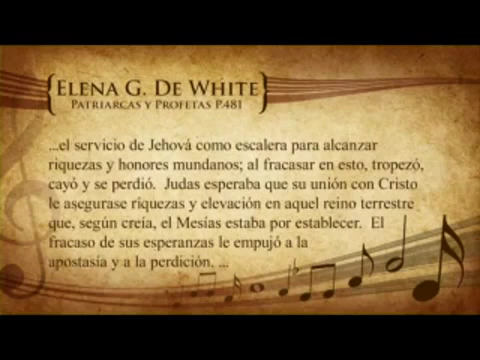 {ELENA G. DE WHITE}
PATRIARCAS Y PROFETAS P.481
...el servicio de Jehová como escalera para alcanzar
riquezas y honores mundanos; al fracasar en esto, tropezó,
cayó y se perdió.  Judas esperaba que su unión con Cristo
le asegurase riquezas y elevación en aquel reino terrestre
que, según creía, el Mesías estaba por establecer.  El
fracaso de sus esperanzas le empujó a la
apostasía y a la perdición. ...